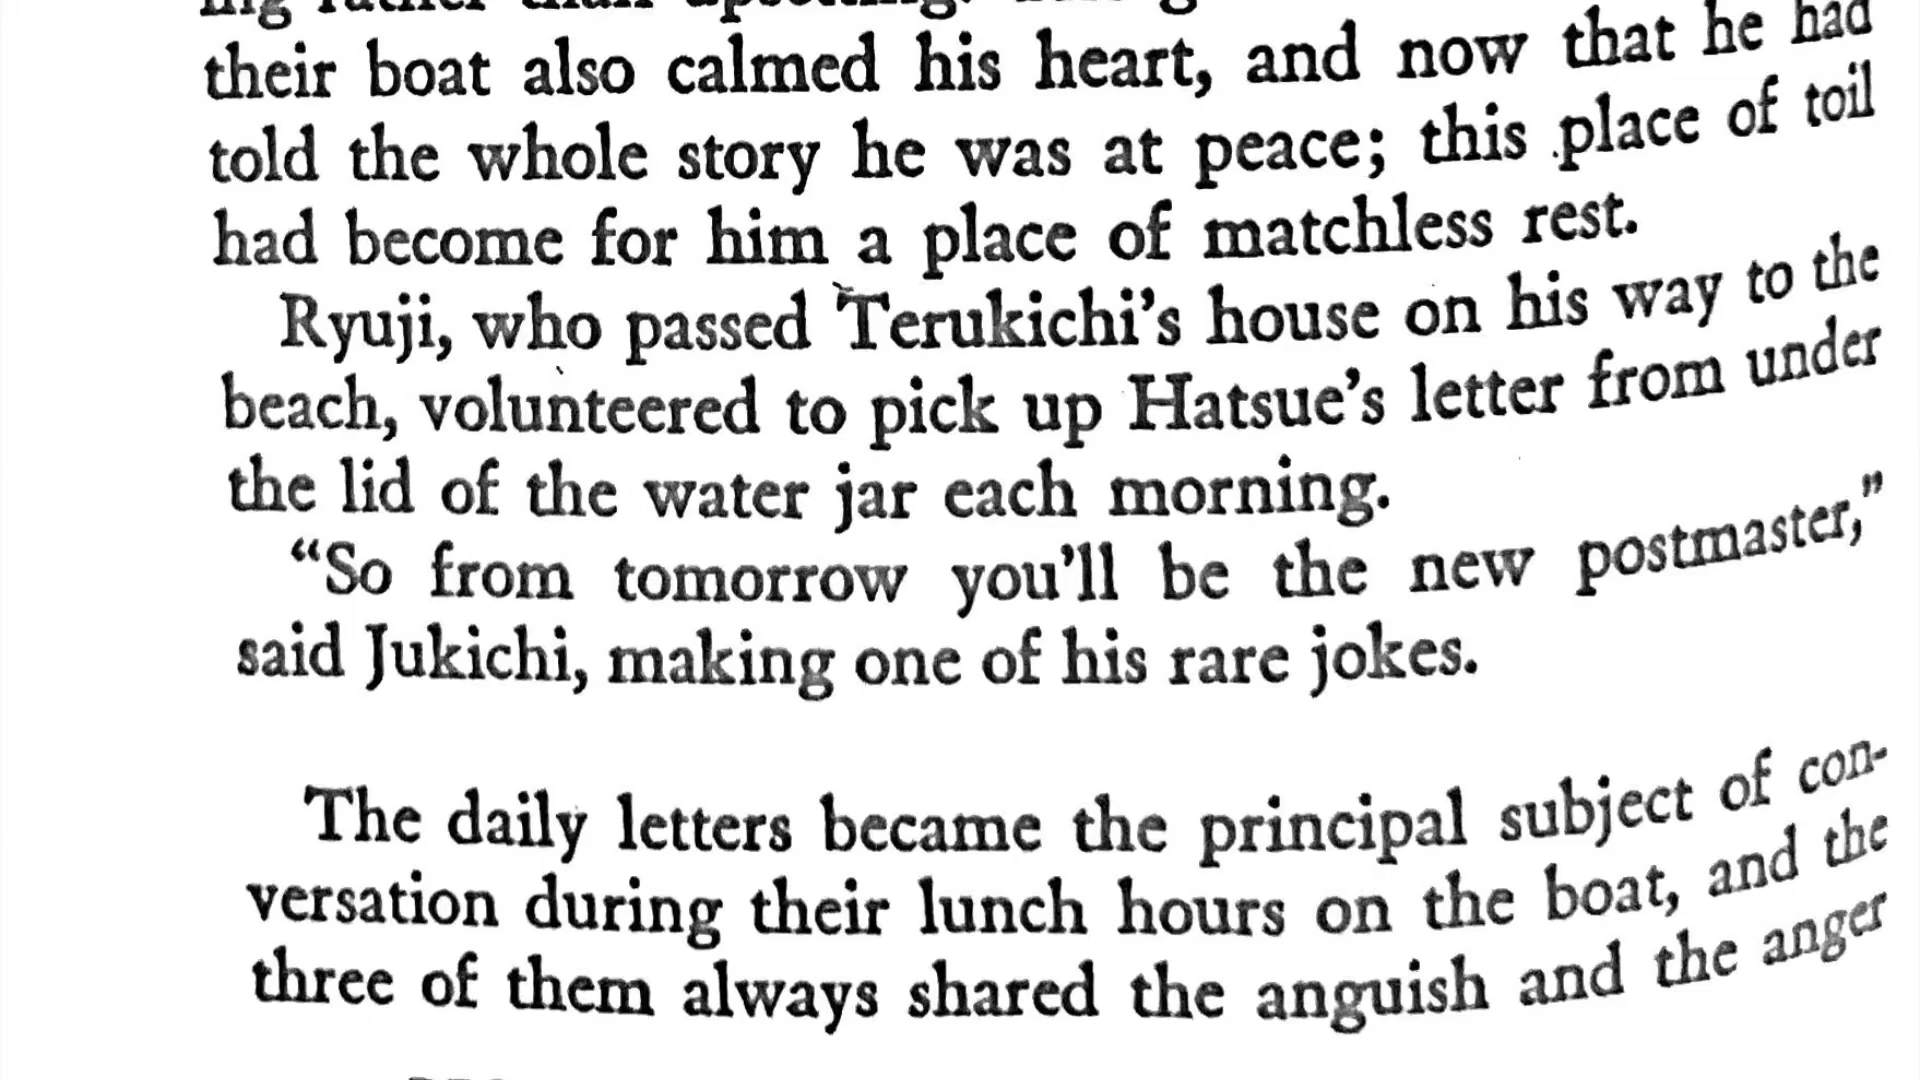 ing rather than
their boat also calmed his heart, and now that he had
told the whole story he was at peace; this place of toil
had become for him a place of matchless rest.
Ryuji, who passed Terukichi's house on his way to the
beach, volunteered to pick up Hatsue's letter from under
the lid of the water jar each morning.
“So from tomorrow you'll be the new postmaster,”
said Jukichi, making one of his rare jokes.
The daily letters became the principal subject of con-
versation during their lunch hours on the boat, and the
three of them always shared the anguish and the anger